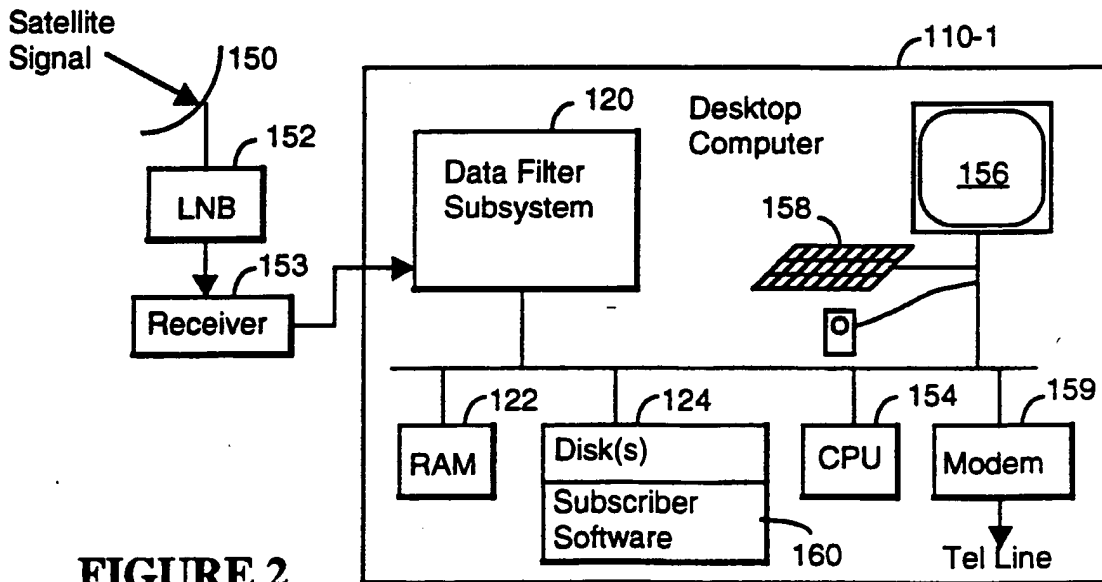 Satellite
Signal
150
110-1
152
LNB
153
Receiver
120
Data Filter
Subsystem
Desktop
Computer
156
158
122
RAM
124
Disk(s)
Subscriber
Software
160
154
CPU
159
Modem
Tel Line
FIGURE 2